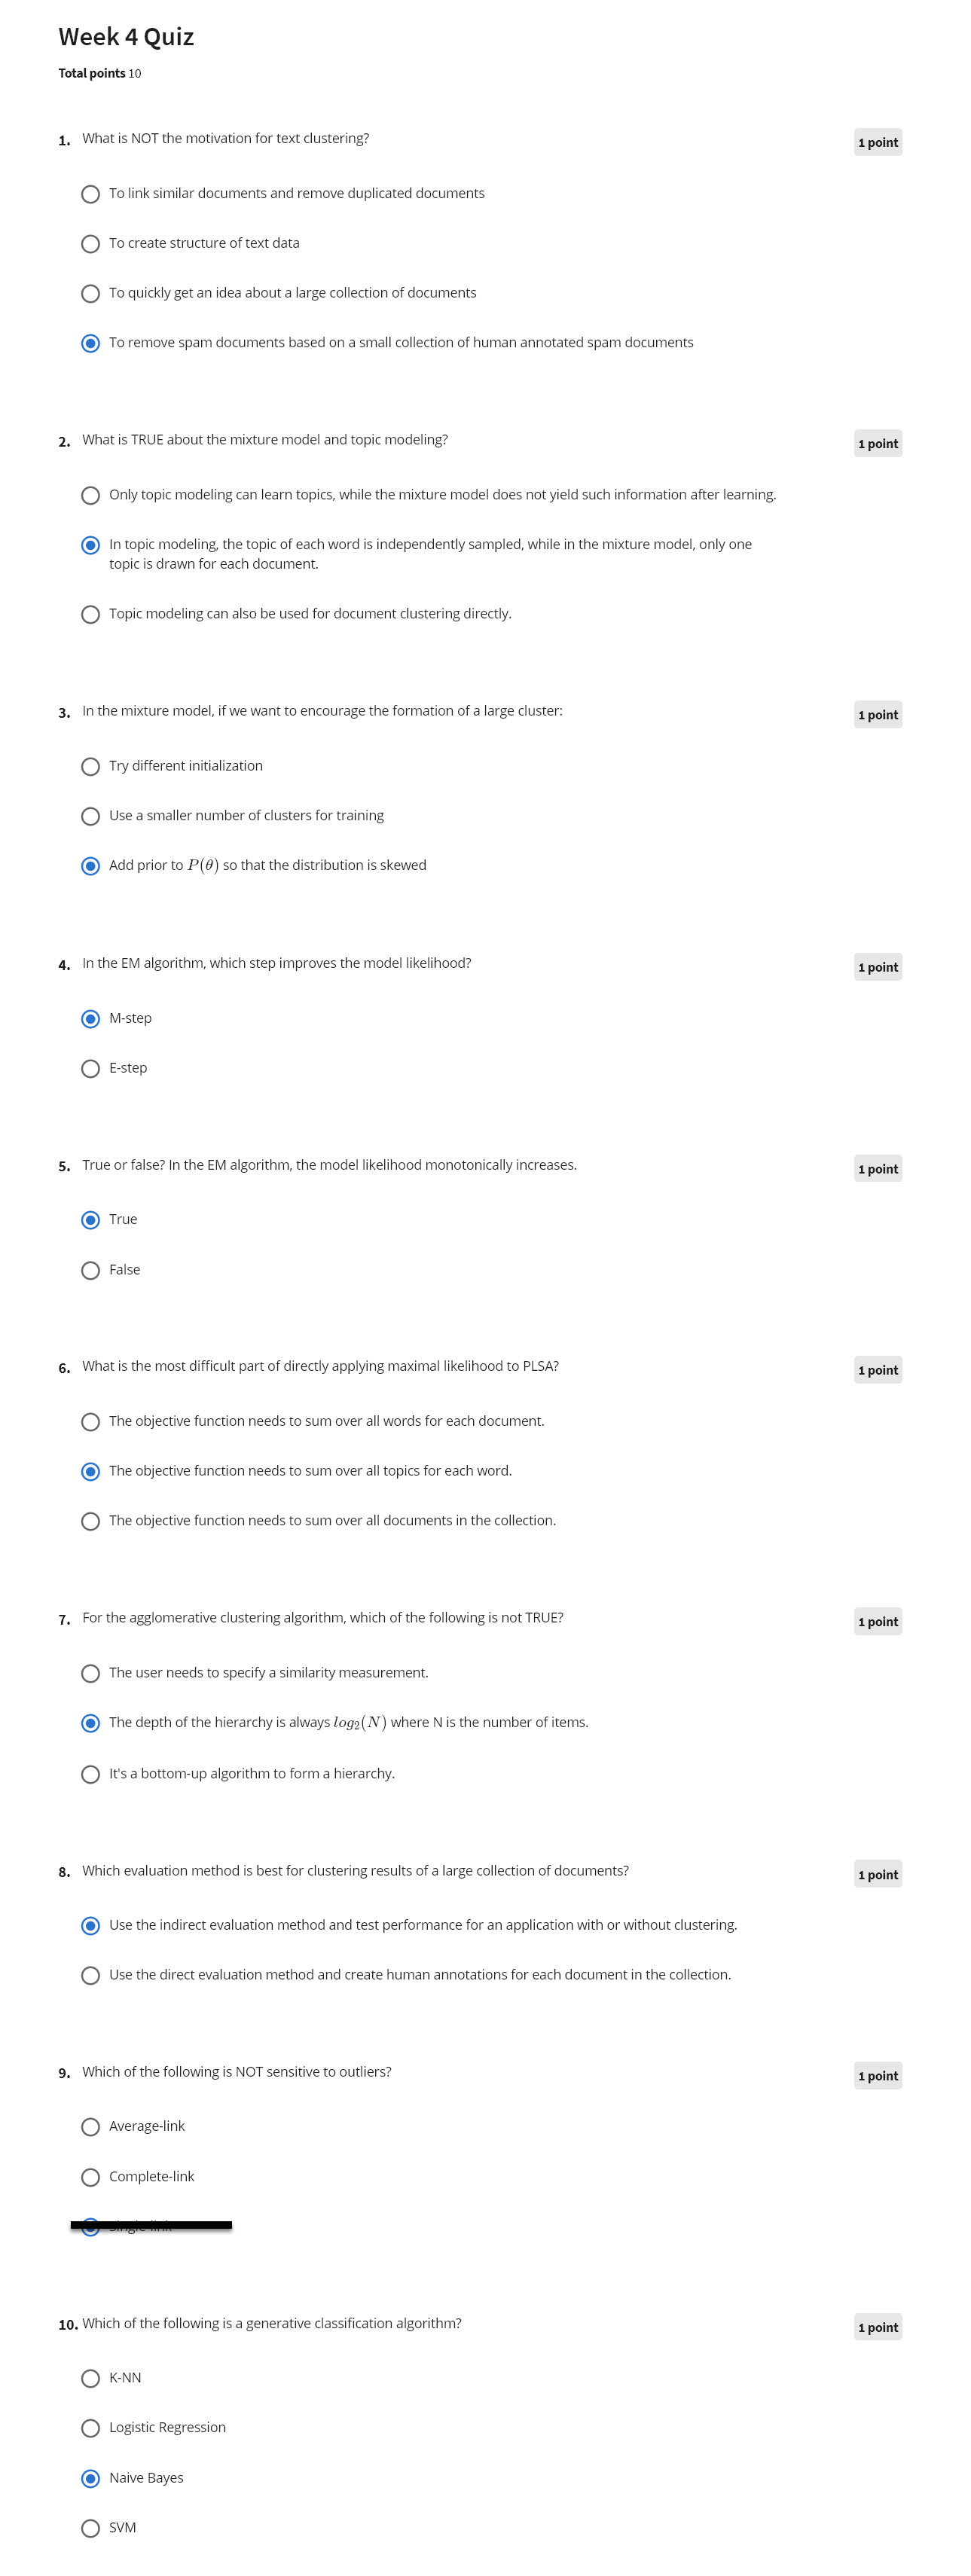 Week 4 Quiz
Total points 10
1. What is NOT the motivation for text clustering? 1 point
To link similar documents and remove duplicated documents
To create structure of text data
To quickly get an idea about a large collection of documents
To remove spam documents based on a small collection of human annotated spam documents
2. What is TRUE about the mixture model and topic modeling? 1 point
Only topic modeling can learn topics, while the mixture model does not yield such information after learning.
In topic modeling, the topic of each word is independently sampled, while in the mixture model, only one
topic is drawn for each document.
Topic modeling can also be used for document clustering directly.
3. In the mixture model, if we want to encourage the formation of a large cluster: 1 point
Try different initialization
Use a smaller number of clusters for training
Add prior to P(θ) so that the distribution is skewed
4. In the EM algorithm, which step improves the model likelihood? 1 point
M-step
E-step
5. True or false? In the EM algorithm, the model likelihood monotonically increases. 1 point
True
False
6. What is the most difficult part of directly applying maximal likelihood to PLSA? 1 point
The objective function needs to sum over all words for each document.
The objective function needs to sum over all topics for each word.
The objective function needs to sum over all documents in the collection.
7. For the agglomerative clustering algorithm, which of the following is not TRUE? 1 point
The user needs to specify a similarity measurement.
The depth of the hierarchy is always log₂(N) where N is the number of items.
It's a bottom-up algorithm to form a hierarchy.
8. Which evaluation method is best for clustering results of a large collection of documents? 1 point
Use the indirect evaluation method and test performance for an application with or without clustering.
Use the direct evaluation method and create human annotations for each document in the collection.
9. Which of the following is NOT sensitive to outliers? 1 point
Average-link
Complete-link
Single-link
10. Which of the following is a generative classification algorithm? 1 point
K-NN
Logistic Regression
Naive Bayes
SVM